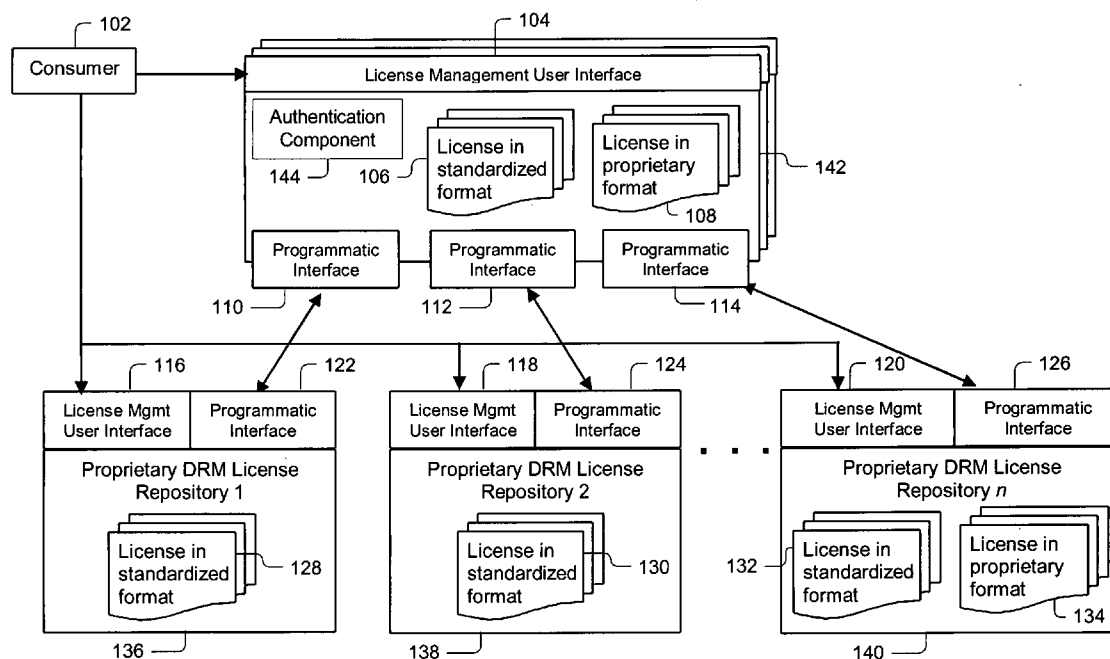 102
104
Consumer
License Management User Interface
Authentication
Component
144
106
License in
standardized
format
License in
proprietary
format
108
142
Programmatic
Interface
Programmatic
Interface
Programmatic
Interface
110
112
114
116
122
118
124
120
126
License Mgmt
User Interface
Programmatic
Interface
License Mgmt
User Interface
Programmatic
Interface
License Mgmt
User Interface
Programmatic
Interface
Proprietary DRM License
Repository 1
Proprietary DRM License
Repository 2
. . . .
Proprietary DRM License
Repository n
License in
standardized
format
128
License in
standardized
format
130
132
License in
standardized
format
License in
proprietary
format
134
136
138
140